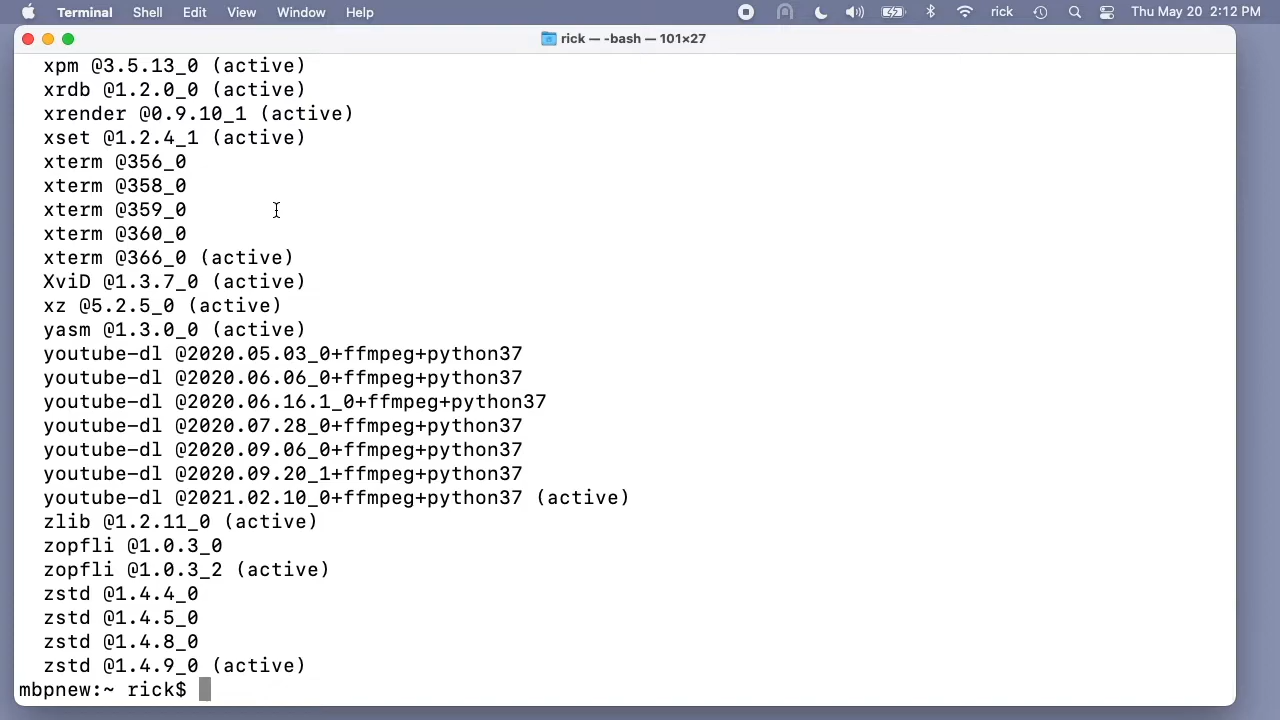 Terminal Shell Edit View Window Help rick Thu May 20 2:12 PM
rick — -bash — 101×27
xpm @3.5.13_0 (active)
xrdb @1.2.0_0 (active)
xrender @0.9.10_1 (active)
xset @1.2.4_1 (active)
xterm @356_0
xterm @358_0
xterm @359_0
xterm @360_0
xterm @366_0 (active)
XviD @1.3.7_0 (active)
xz @5.2.5_0 (active)
yasm @1.3.0_0 (active)
youtube-dl @2020.05.03_0+ffmpeg+python37
youtube-dl @2020.06.06_0+ffmpeg+python37
youtube-dl @2020.06.16.1_0+ffmpeg+python37
youtube-dl @2020.07.28_0+ffmpeg+python37
youtube-dl @2020.09.06_0+ffmpeg+python37
youtube-dl @2020.09.20_1+ffmpeg+python37
youtube-dl @2021.02.10_0+ffmpeg+python37 (active)
zlib @1.2.11_0 (active)
zopfli @1.0.3_0
zopfli @1.0.3_2 (active)
zstd @1.4.4_0
zstd @1.4.5_0
zstd @1.4.8_0
zstd @1.4.9_0 (active)
mbpnew:~ rick$